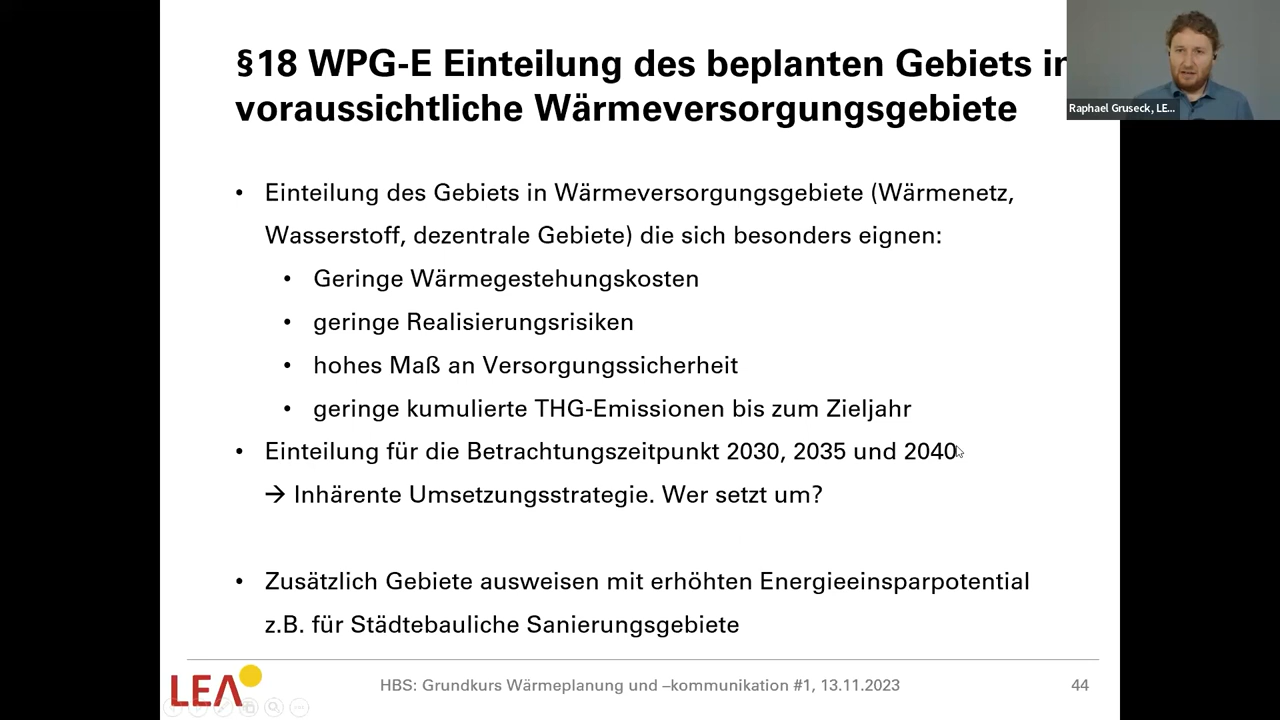 §18 WPG-E Einteilung des beplanten Gebiets in
voraussichtliche Wärmeversorgungsgebiete
Raphael Gruseck, LE...
• Einteilung des Gebiets in Wärmeversorgungsgebiete (Wärmenetz,
Wasserstoff, dezentrale Gebiete) die sich besonders eignen:
• Geringe Wärmegestehungskosten
• geringe Realisierungsrisiken
• hohes Maß an Versorgungssicherheit
• geringe kumulierte THG-Emissionen bis zum Zieljahr
• Einteilung für die Betrachtungszeitpunkt 2030, 2035 und 2040
→ Inhärente Umsetzungsstrategie. Wer setzt um?
• Zusätzlich Gebiete ausweisen mit erhöhten Energieeinsparpotential
z.B. für Städtebauliche Sanierungsgebiete
LEA
HBS: Grundkurs Wärmeplanung und –kommunikation #1, 13.11.2023
44